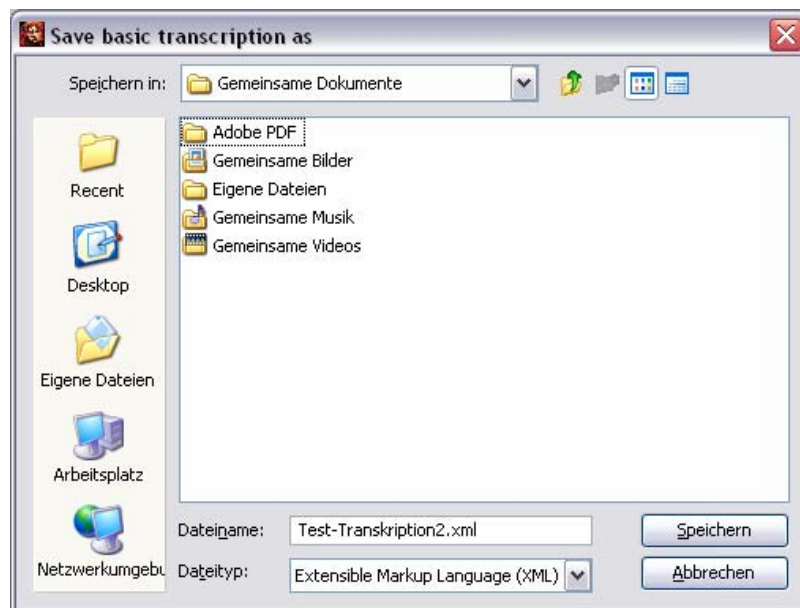 Save basic transcription as
Speichern in: Gemeinsame Dokumente
Recent
Desktop
Eigene Dateien
Arbeitsplatz
Netzwerkumgebu
Adobe PDF
Gemeinsame Bilder
Eigene Dateien
Gemeinsame Musik
Gemeinsame Videos
Dateiname: Test-Transkription2.xml Speichern
Dateityp: Extensible Markup Language (XML) Abbrechen